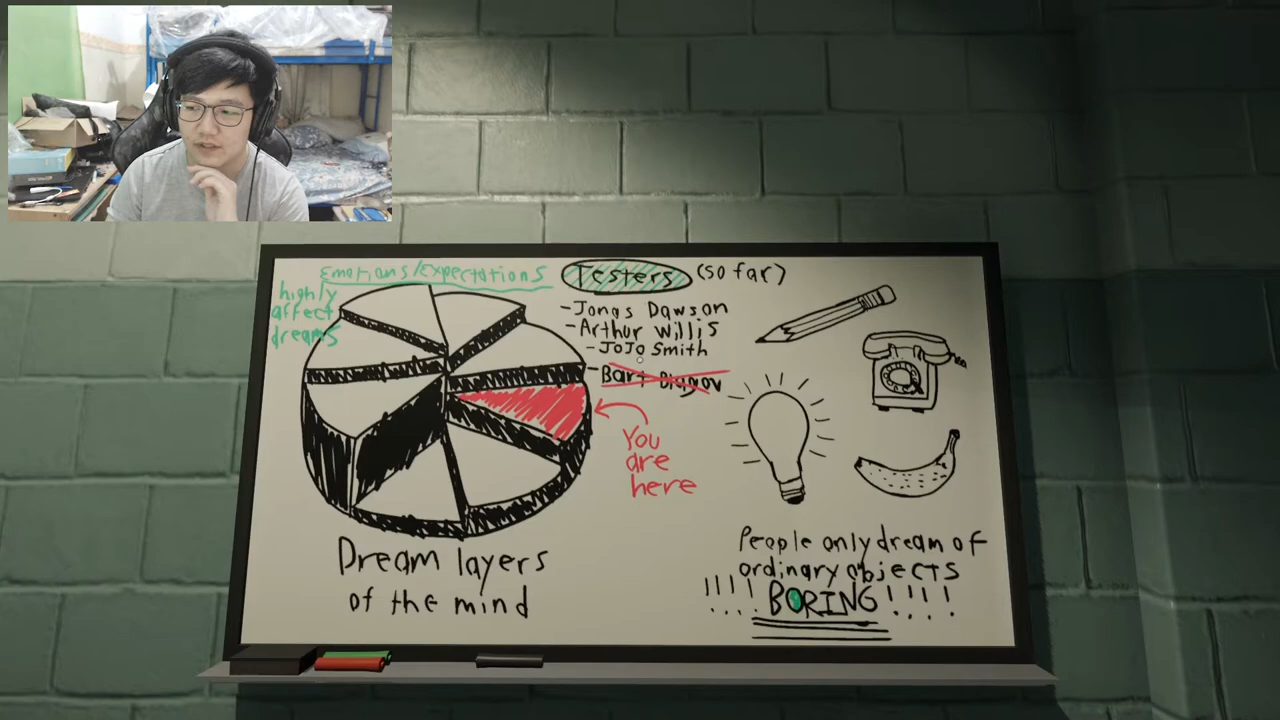 Emotions/expectations
highly
affect
dreams
Testers (so far)
-Jonas Dawson
-Arthur Willis
-JoJo Smith
-Bart
You
are
here
Dream layers
of the mind
People only dream of
ordinary objects
!!!! BORING !!!!